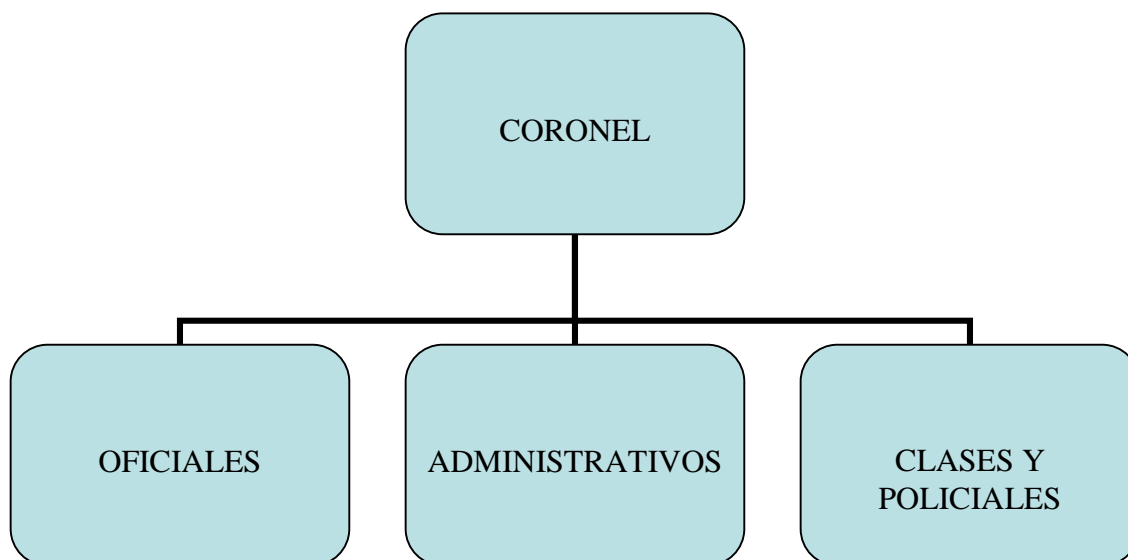 CORONEL
OFICIALES
ADMINISTRATIVOS
CLASES Y
POLICIALES